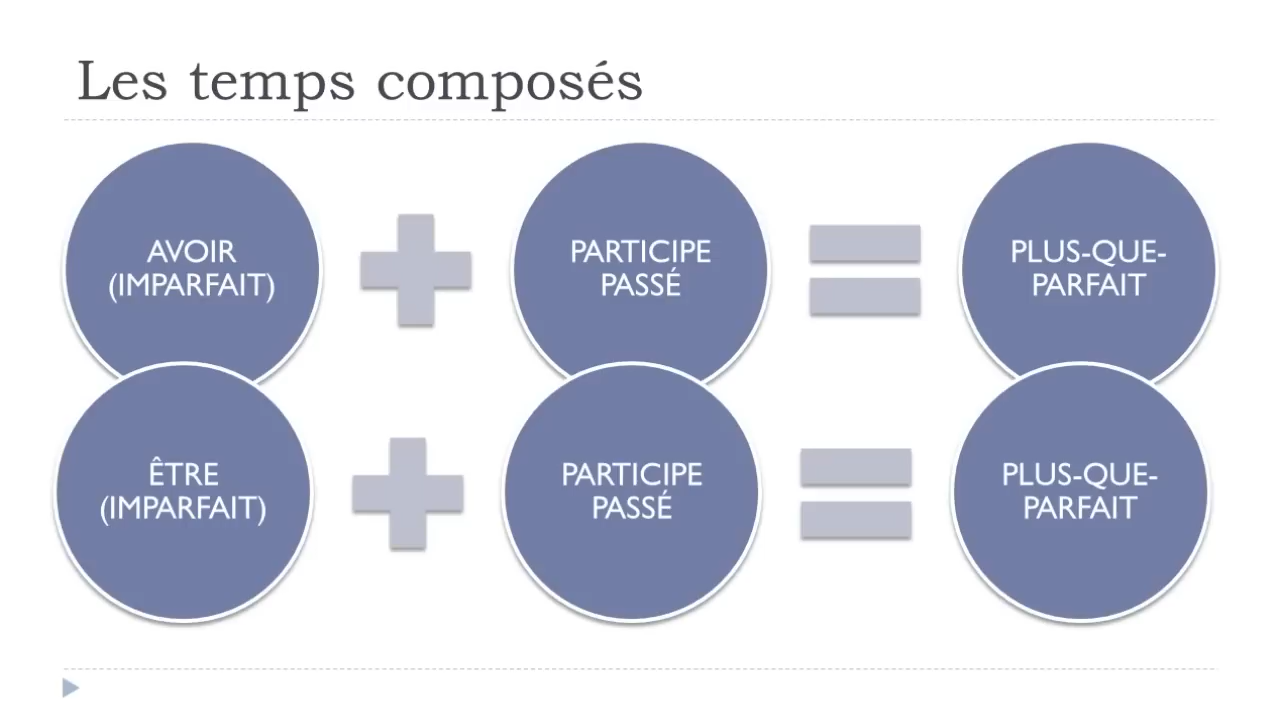 Les temps composés
AVOIR
(IMPARFAIT)
PARTICIPE
PASSÉ
PLUS-QUE-
PARFAIT
ÊTRE
(IMPARFAIT)
PARTICIPE
PASSÉ
PLUS-QUE-
PARFAIT